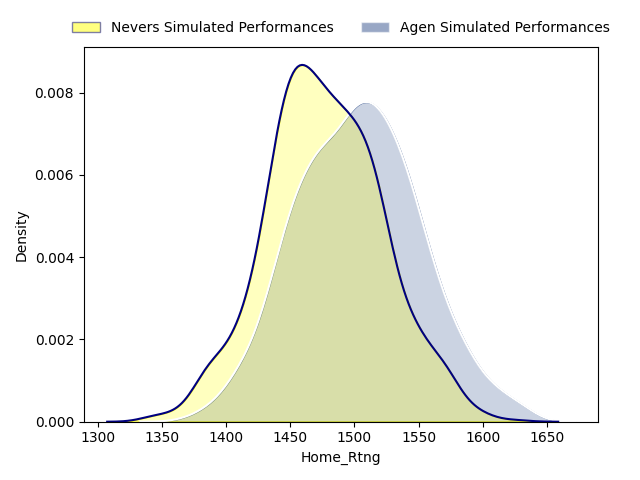 Nevers Simulated Performances Agen Simulated Performances
0.008
0.006
0.004
0.002
0.000
Density
1300 1350 1400 1450 1500 1550 1600 1650
Home_Rtng